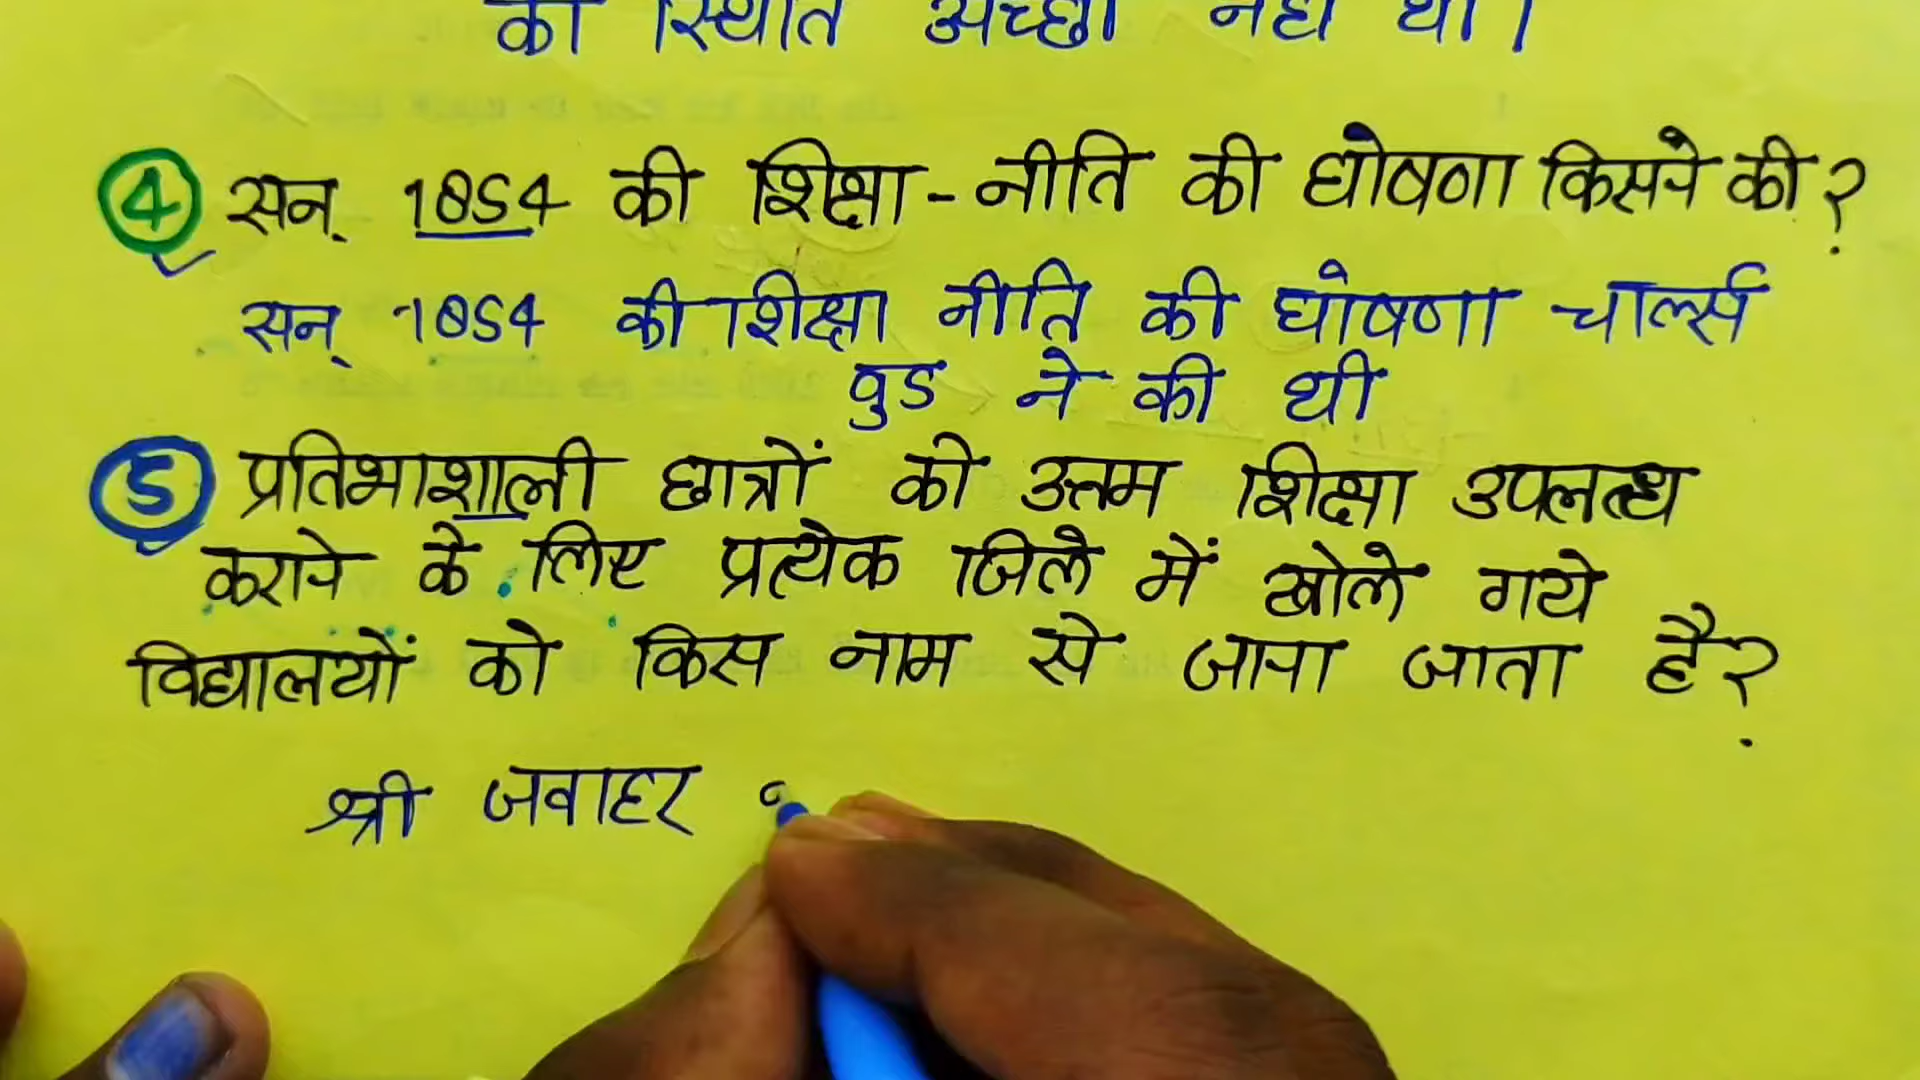 की स्थिति अच्छी नही थी।
4 सन् 1854 की शिक्षा - नीति की घोषणा किसने की?
सन् 1854 की शिक्षा नीति की घोषणा चार्ल्स
वुड ने की थी
5 प्रतिभाशाली छात्रों को उत्तम शिक्षा उपलब्ध
कराने के लिए प्रत्येक जिले में खोले गये
विद्यालयों को किस नाम से जाना जाता है?
श्री जवाहर